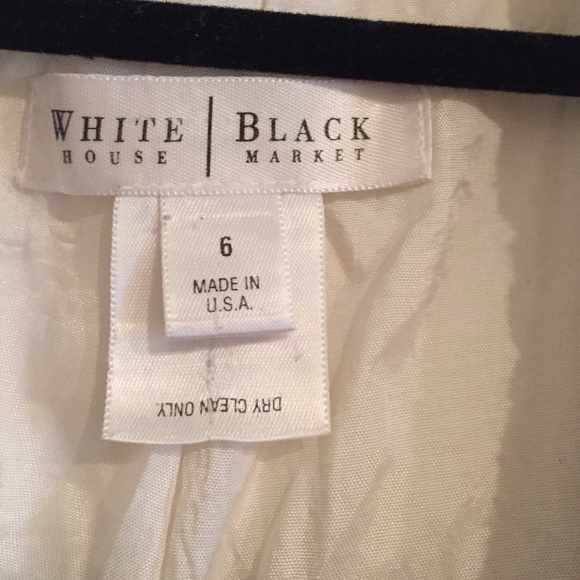 WHITE | BLACK
HOUSE MARKET
6
MADE IN
U.S.A.
DRY CLEAN ONLY.